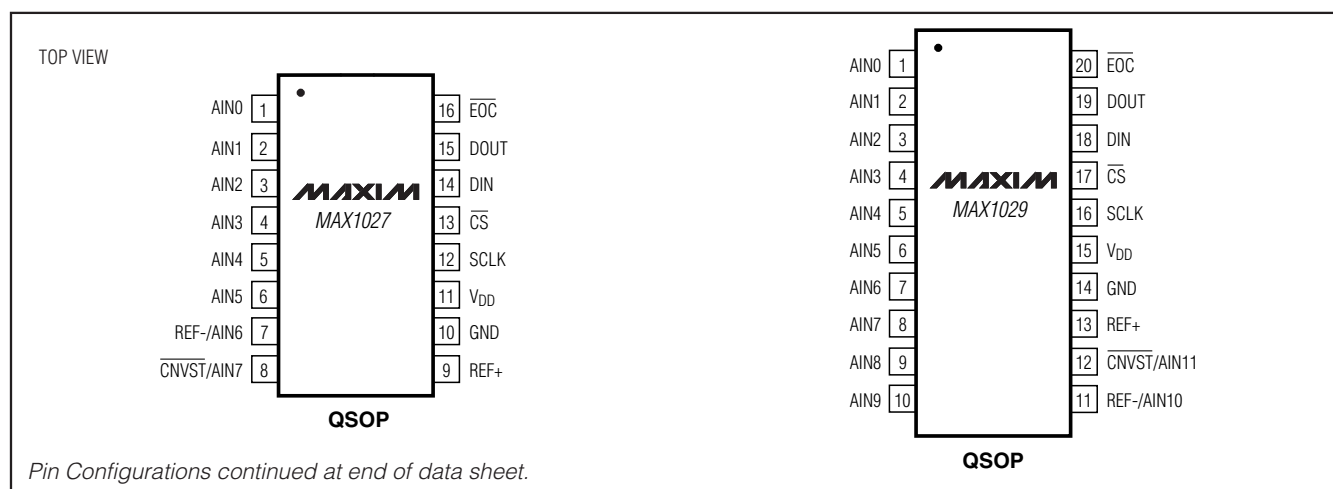 TOP VIEW
AIN0 1
AIN1 2
AIN2 3
AIN3 4
AIN4 5
AIN5 6
REF-/AIN6 7
CNVST/AIN7 8
MAXIM
MAX1027
16 EOC
15 DOUT
14 DIN
13 CS
12 SCLK
11 VDD
10 GND
9 REF+
QSOP
AIN0 1
AIN1 2
AIN2 3
AIN3 4
AIN4 5
AIN5 6
AIN6 7
AIN7 8
AIN8 9
AIN9 10
MAXIM
MAX1029
20 EOC
19 DOUT
18 DIN
17 CS
16 SCLK
15 VDD
14 GND
13 REF+
12 CNVST/AIN11
11 REF-/AIN10
QSOP
Pin Configurations continued at end of data sheet.